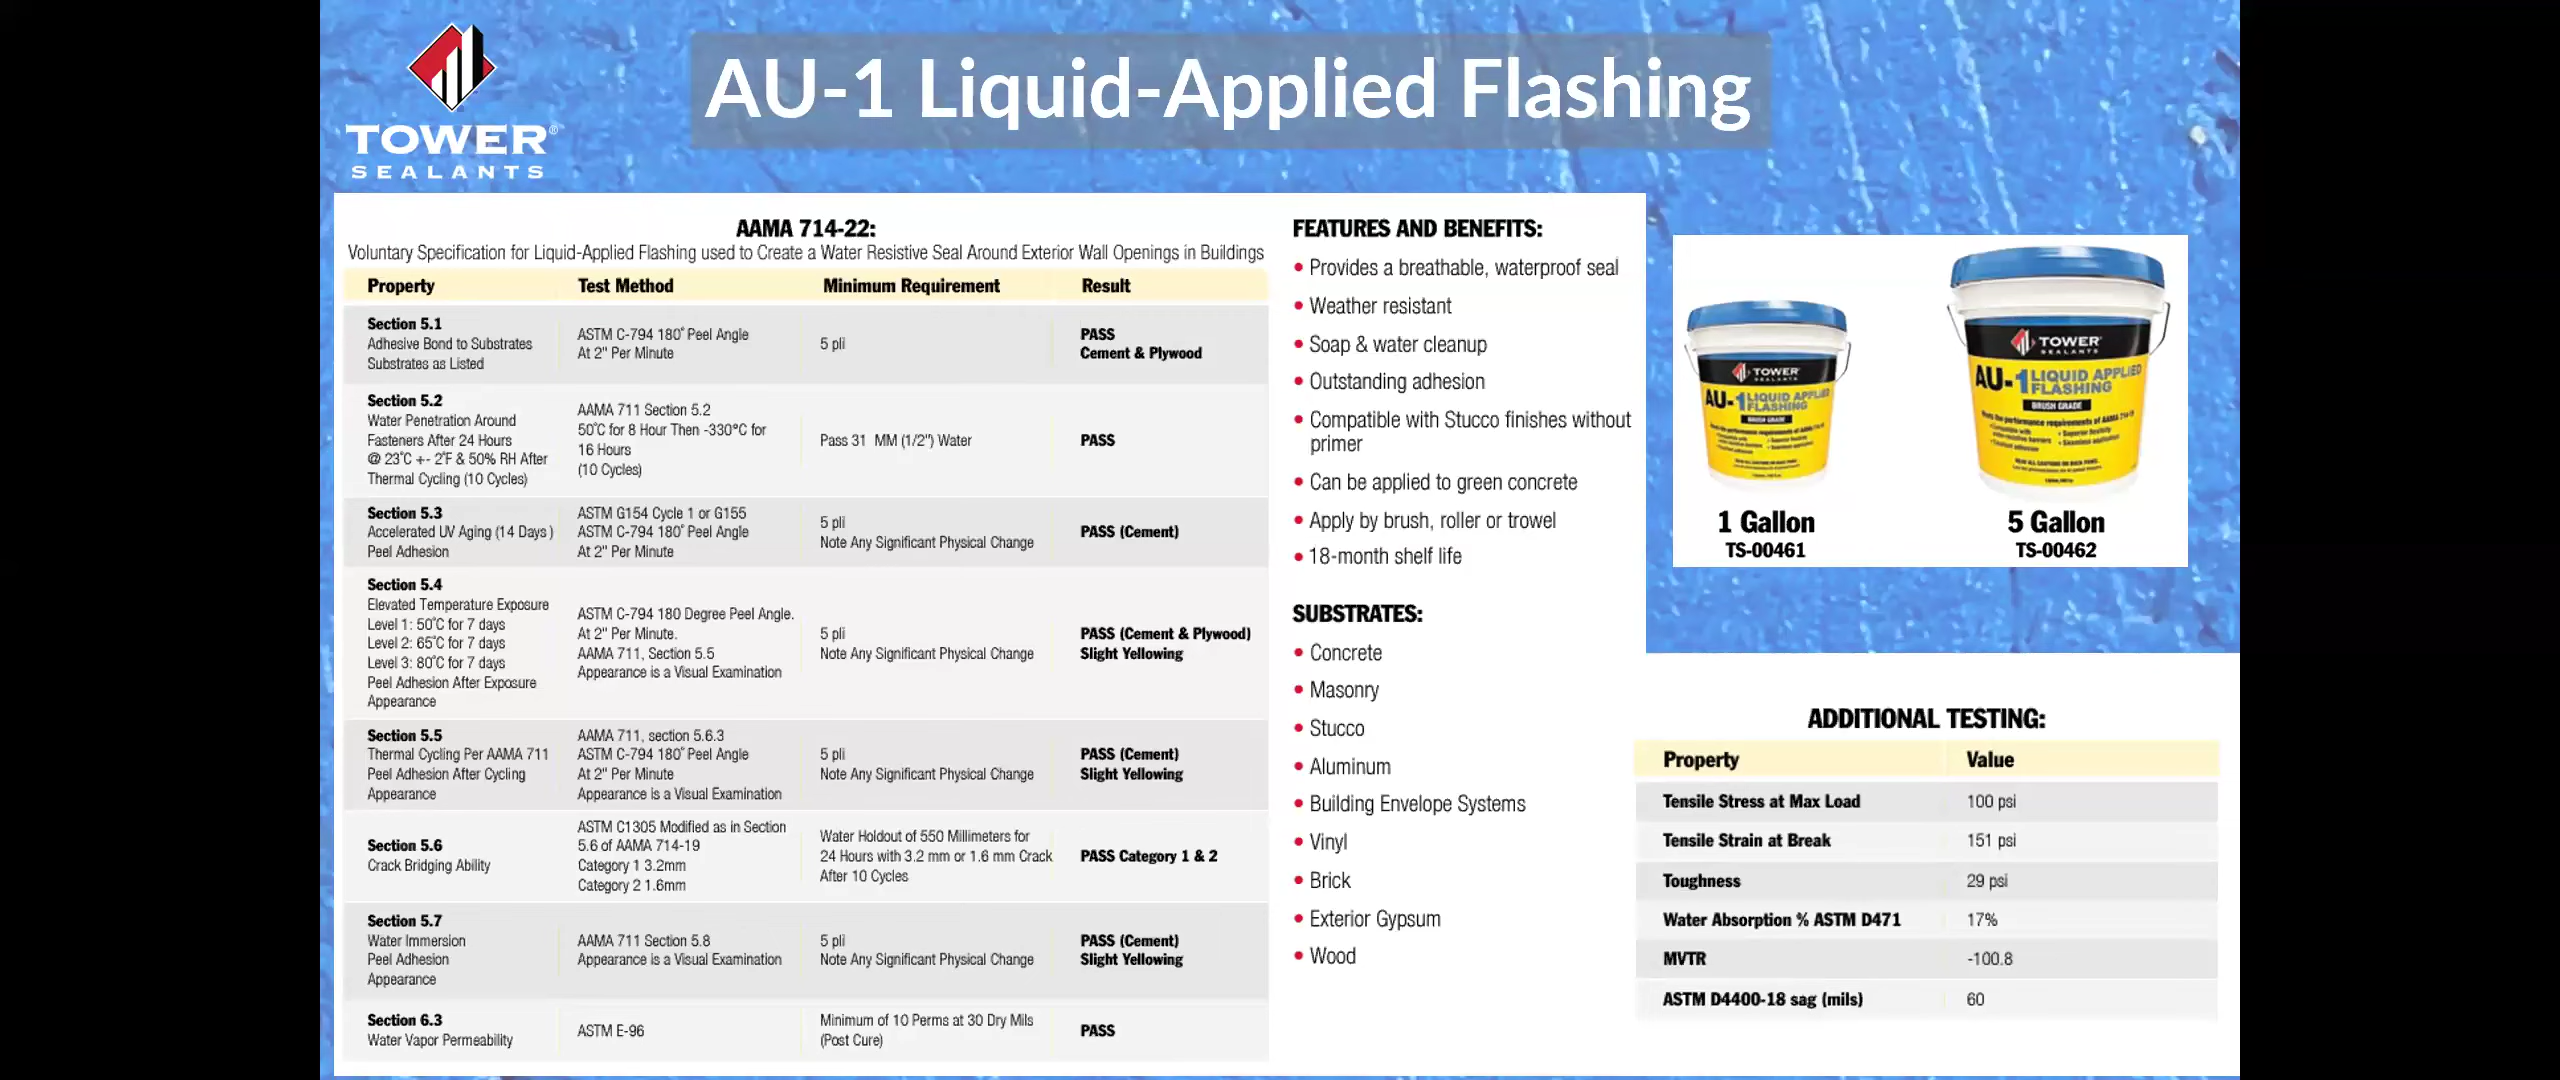 TOWER®
SEALANTS
AU-1 Liquid-Applied Flashing
AAMA 714-22:
Voluntary Specification for Liquid-Applied Flashing used to Create a Water Resistive Seal Around Exterior Wall Openings in Buildings
Property Test Method Minimum Requirement Result
Section 5.1
Adhesive Bond to Substrates
Substrates as Listed
ASTM C-794 180° Peel Angle
At 2" Per Minute
5 pli
PASS
Cement & Plywood
Section 5.2
Water Penetration Around
Fasteners After 24 Hours
@ 23°C +- 2°F & 50% RH After
Thermal Cycling (10 Cycles)
AAMA 711 Section 5.2
50°C for 8 Hour Then -330°C for
16 Hours
(10 Cycles)
Pass 31 MM (1/2") Water
PASS
Section 5.3
Accelerated UV Aging (14 Days)
Peel Adhesion
ASTM G154 Cycle 1 or G155
ASTM C-794 180° Peel Angle
At 2" Per Minute
5 pli
Note Any Significant Physical Change
PASS (Cement)
Section 5.4
Elevated Temperature Exposure
Level 1: 50°C for 7 days
Level 2: 65°C for 7 days
Level 3: 80°C for 7 days
Peel Adhesion After Exposure
Appearance
ASTM C-794 180 Degree Peel Angle.
At 2" Per Minute.
AAMA 711, Section 5.5
Appearance is a Visual Examination
5 pli
Note Any Significant Physical Change
PASS (Cement & Plywood)
Slight Yellowing
Section 5.5
Thermal Cycling Per AAMA 711
Peel Adhesion After Cycling
Appearance
AAMA 711, section 5.6.3
ASTM C-794 180° Peel Angle
At 2" Per Minute
Appearance is a Visual Examination
5 pli
Note Any Significant Physical Change
PASS (Cement)
Slight Yellowing
Section 5.6
Crack Bridging Ability
ASTM C1305 Modified as in Section
5.6 of AAMA 714-19
Category 1 3.2mm
Category 2 1.6mm
Water Holdout of 550 Millimeters for
24 Hours with 3.2 mm or 1.6 mm Crack
After 10 Cycles
PASS Category 1 & 2
Section 5.7
Water Immersion
Peel Adhesion
Appearance
AAMA 711 Section 5.8
Appearance is a Visual Examination
5 pli
Note Any Significant Physical Change
PASS (Cement)
Slight Yellowing
Section 6.3
Water Vapor Permeability
ASTM E-96
Minimum of 10 Perms at 30 Dry Mils
(Post Cure)
PASS
FEATURES AND BENEFITS:
• Provides a breathable, waterproof seal
• Weather resistant
• Soap & water cleanup
• Outstanding adhesion
• Compatible with Stucco finishes without
primer
• Can be applied to green concrete
• Apply by brush, roller or trowel
• 18-month shelf life
SUBSTRATES:
• Concrete
• Masonry
• Stucco
• Aluminum
• Building Envelope Systems
• Vinyl
• Brick
• Exterior Gypsum
• Wood
TOWER
SEALANTS
AU-1 LIQUID APPLIED
FLASHING
BRUSH GRADE
1 Gallon
TS-00461
TOWER
SEALANTS
AU-1 LIQUID APPLIED
FLASHING
BRUSH GRADE
5 Gallon
TS-00462
ADDITIONAL TESTING:
Property Value
Tensile Stress at Max Load 100 psi
Tensile Strain at Break 151 psi
Toughness 29 psi
Water Absorption % ASTM D471 17%
MVTR -100.8
ASTM D4400-18 sag (mils) 60